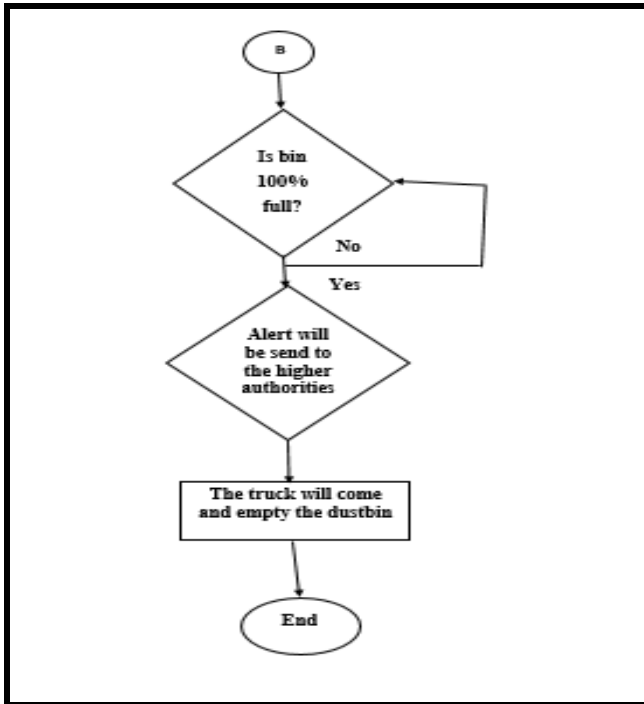 B
Is bin
100%
full?
No
Yes
Alert will
be send to
the higher
authorities
The truck will come
and empty the dustbin
End